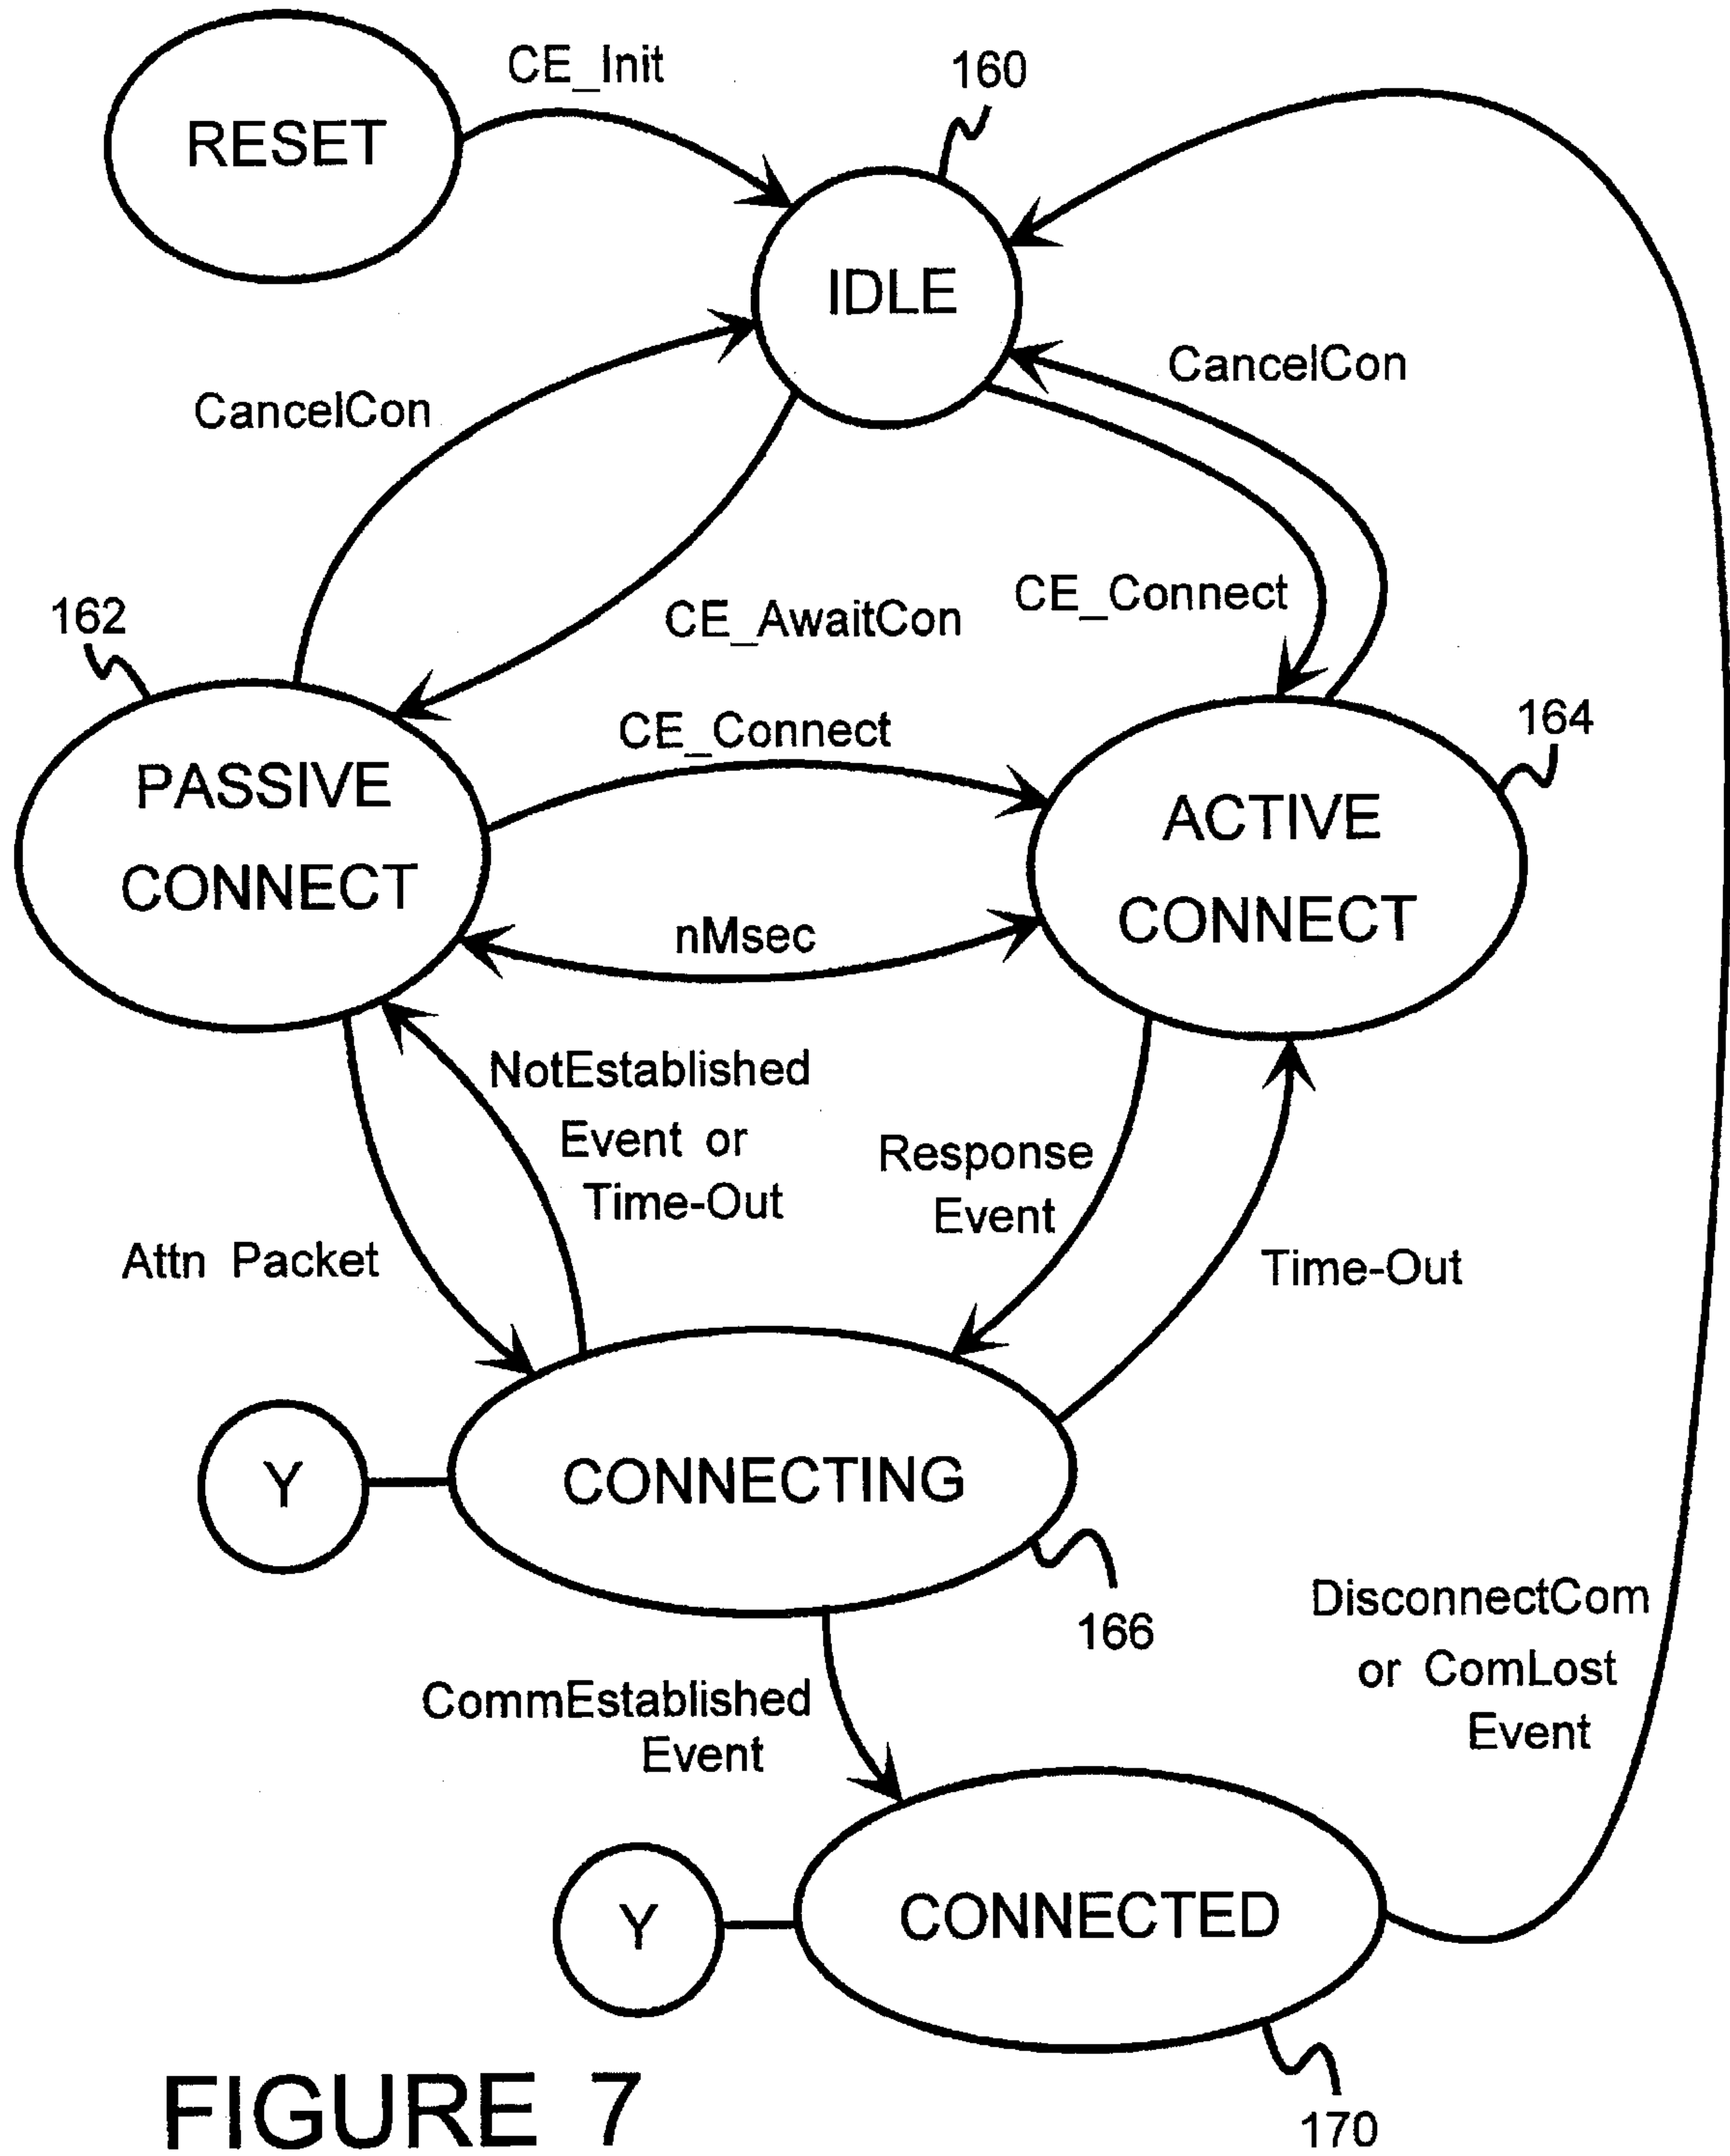 CE_Init
160
RESET
IDLE
CancelCon
CancelCon
CE_Connect
CE_AwaitCon
162
CE_Connect
164
PASSIVE
CONNECT
ACTIVE
CONNECT
nMsec
NotEstablished
Event or
Time-Out
Response
Event
Attn Packet
Time-Out
Y
CONNECTING
166
DisconnectCom
or ComLost
Event
CommEstablished
Event
Y
CONNECTED
170
FIGURE 7